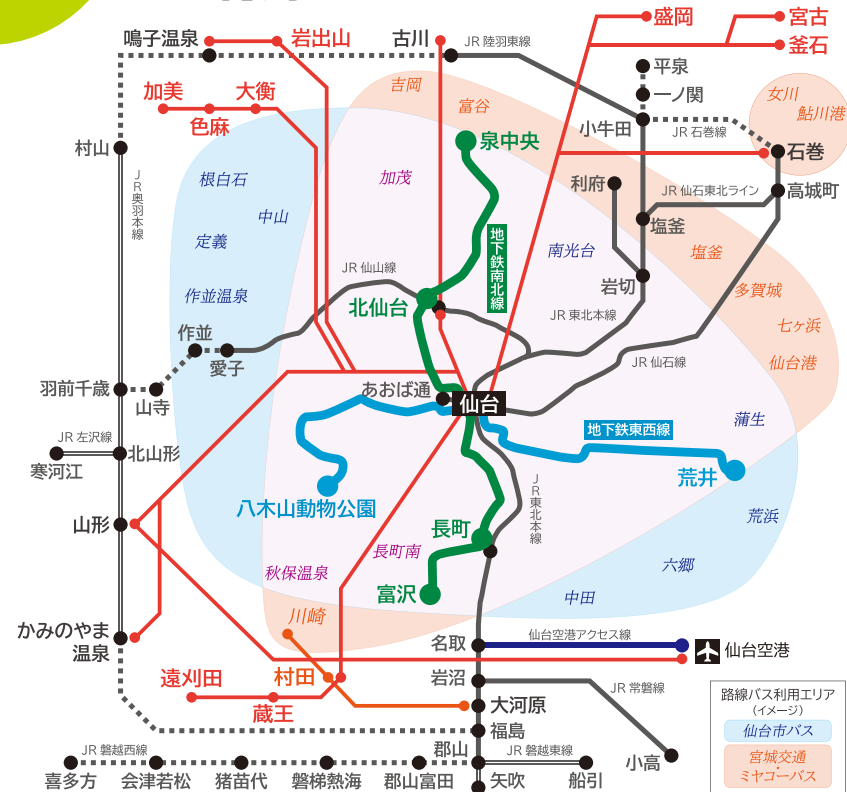 盛岡
宮古
鳴子温泉
岩出山
古川
JR 陸羽東線
釜石
平泉
加美
大衡
吉岡
一ノ関
女川
色麻
富谷
鮎川港
小牛田
JR 石巻線
村山
泉中央
石巻
JR奥羽本線
根白石
加茂
利府
JR 仙石東北ライン
高城町
中山
地下鉄南北線
塩釜
定義
南光台
塩釜
JR 仙山線
岩切
作並温泉
北仙台
多賀城
JR 東北本線
七ヶ浜
作並
愛子
JR 仙石線
仙台港
羽前千歳
山寺
あおば通
仙台
蒲生
JR 左沢線
地下鉄東西線
北山形
寒河江
荒井
八木山動物公園
JR東北本線
山形
長町
荒浜
長町南
秋保温泉
六郷
富沢
中田
川崎
かみのやま
温泉
名取
仙台空港アクセス線
仙台空港
遠刈田
村田
岩沼
JR 常磐線
路線バス利用エリア
(イメージ)
蔵王
大河原
仙台市バス
福島
JR 磐越西線
郡山
JR 磐越東線
小高
宮城交通
・
ミヤコーバス
喜多方
会津若松
猪苗代
磐梯熱海
郡山富田
矢吹
船引